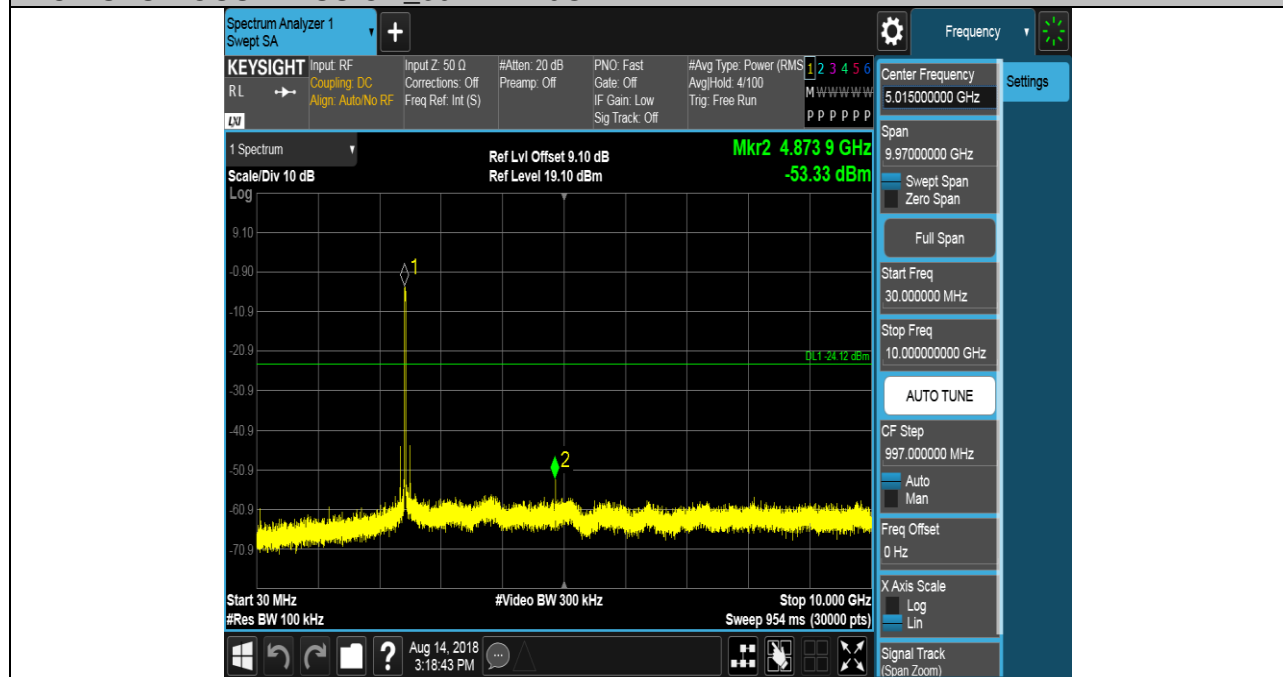 Spectrum Analyzer 1
Swept SA
+
Frequency
KEYSIGHT
Input: RF
Input Z: 50 Ω
#Atten: 20 dB
PNO: Fast
#Avg Type: Power (RMS
1 2 3 4 5 6
R L
Coupling: DC
Corrections: Off
Preamp: Off
Gate: Off
Avg|Hold: 4/100
M W W W W W
Align: Auto/No RF
Freq Ref: Int (S)
IF Gain: Low
Trig: Free Run
LXI
Sig Track: Off
P P P P P P
1 Spectrum
Ref Lvl Offset 9.10 dB
Mkr2 4.873 9 GHz
Scale/Div 10 dB
Ref Level 19.10 dBm
-53.33 dBm
Log
9.10
-0.90
1
-10.9
-20.9
DL1 -24.12 dBm
-30.9
-40.9
2
-50.9
-60.9
-70.9
Start 30 MHz
#Video BW 300 kHz
Stop 10.000 GHz
#Res BW 100 kHz
Sweep 954 ms (30000 pts)
?
Aug 14, 2018
3:18:43 PM
Center Frequency
5.015000000 GHz
Settings
Span
9.97000000 GHz
Swept Span
Zero Span
Full Span
Start Freq
30.000000 MHz
Stop Freq
10.000000000 GHz
AUTO TUNE
CF Step
997.000000 MHz
Auto
Man
Freq Offset
0 Hz
X Axis Scale
Log
Lin
Signal Track
(Span Zoom)